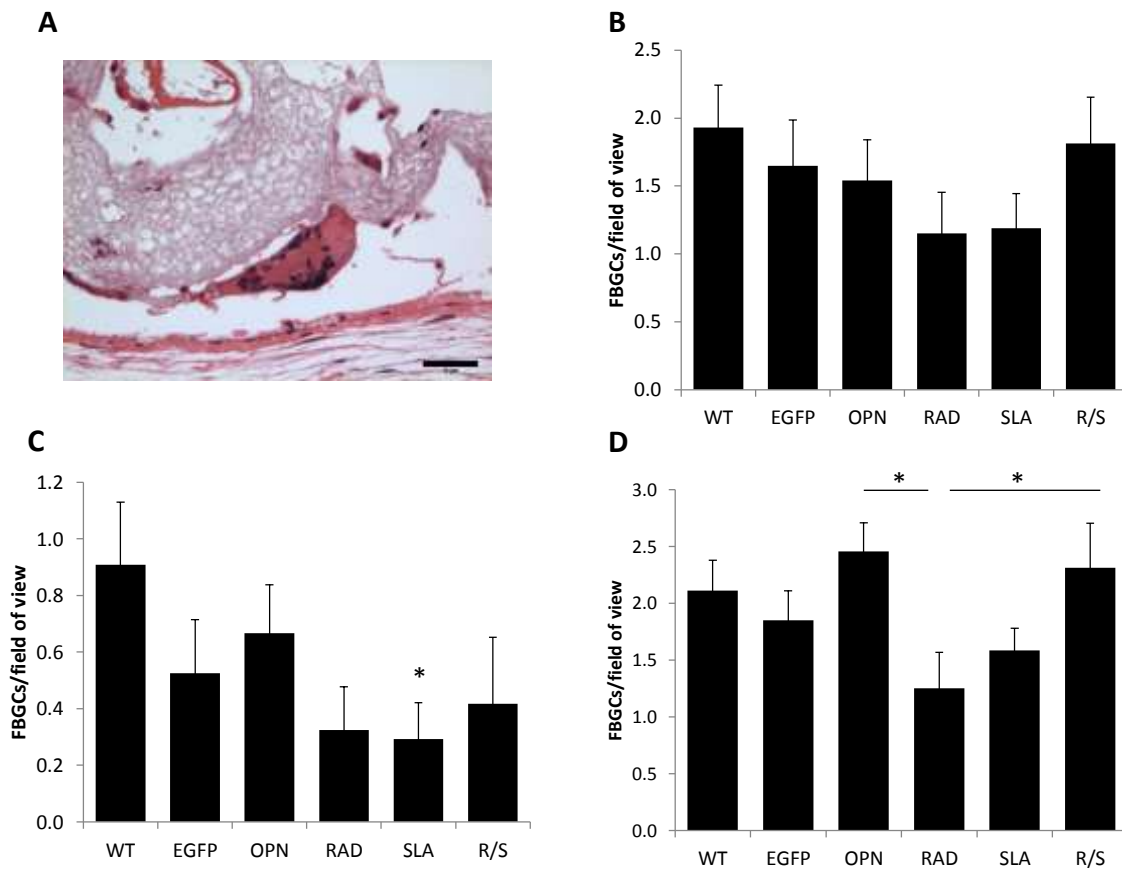 A
B
FBGCs/field of view
2.5
2.0
1.5
1.0
0.5
0.0
WT EGFP OPN RAD SLA R/S
C
FBGCs/field of view
1.2
1.0
0.8
0.6
0.4
0.2
0.0
*
WT EGFP OPN RAD SLA R/S
D
FBGCs/field of view
3.0
2.5
2.0
1.5
1.0
0.5
0.0
* *
WT EGFP OPN RAD SLA R/S